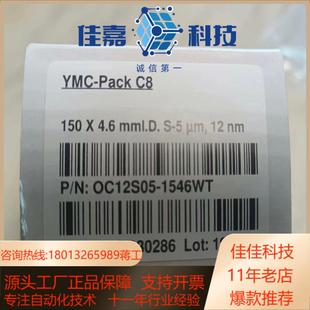 佳嘉 科技
诚信第一
YMC-Pack C8
150 X 4.6 mmI.D. S-5 μm, 12 nm
P/N: OC12S05-1546WT
80286 Lot: 1
咨询热线:18013265989蒋工
佳佳科技
源头工厂正品保障 支持开票
11年老店
专注自动化技术 十一年行业经验
爆款推荐